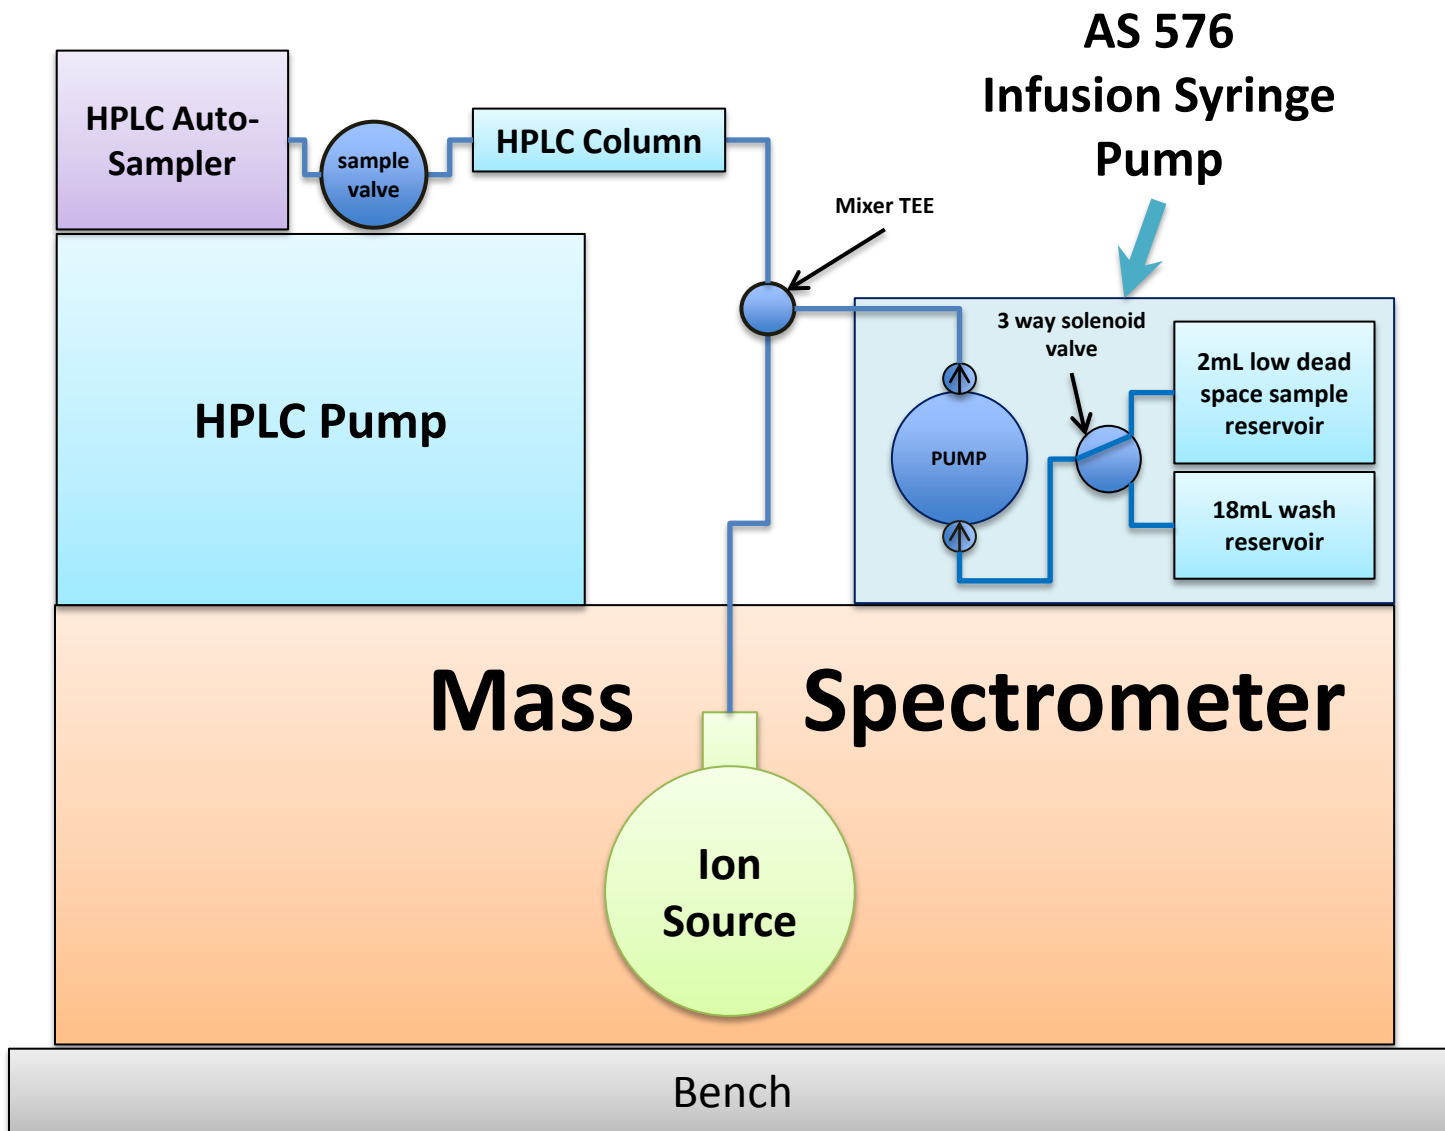 AS 576
Infusion Syringe
Pump
HPLC Auto-
Sampler
sample
valve
HPLC Column
Mixer TEE
3 way solenoid
valve
2mL low dead
space sample
reservoir
HPLC Pump
PUMP
18mL wash
reservoir
Mass Spectrometer
Ion
Source
Bench